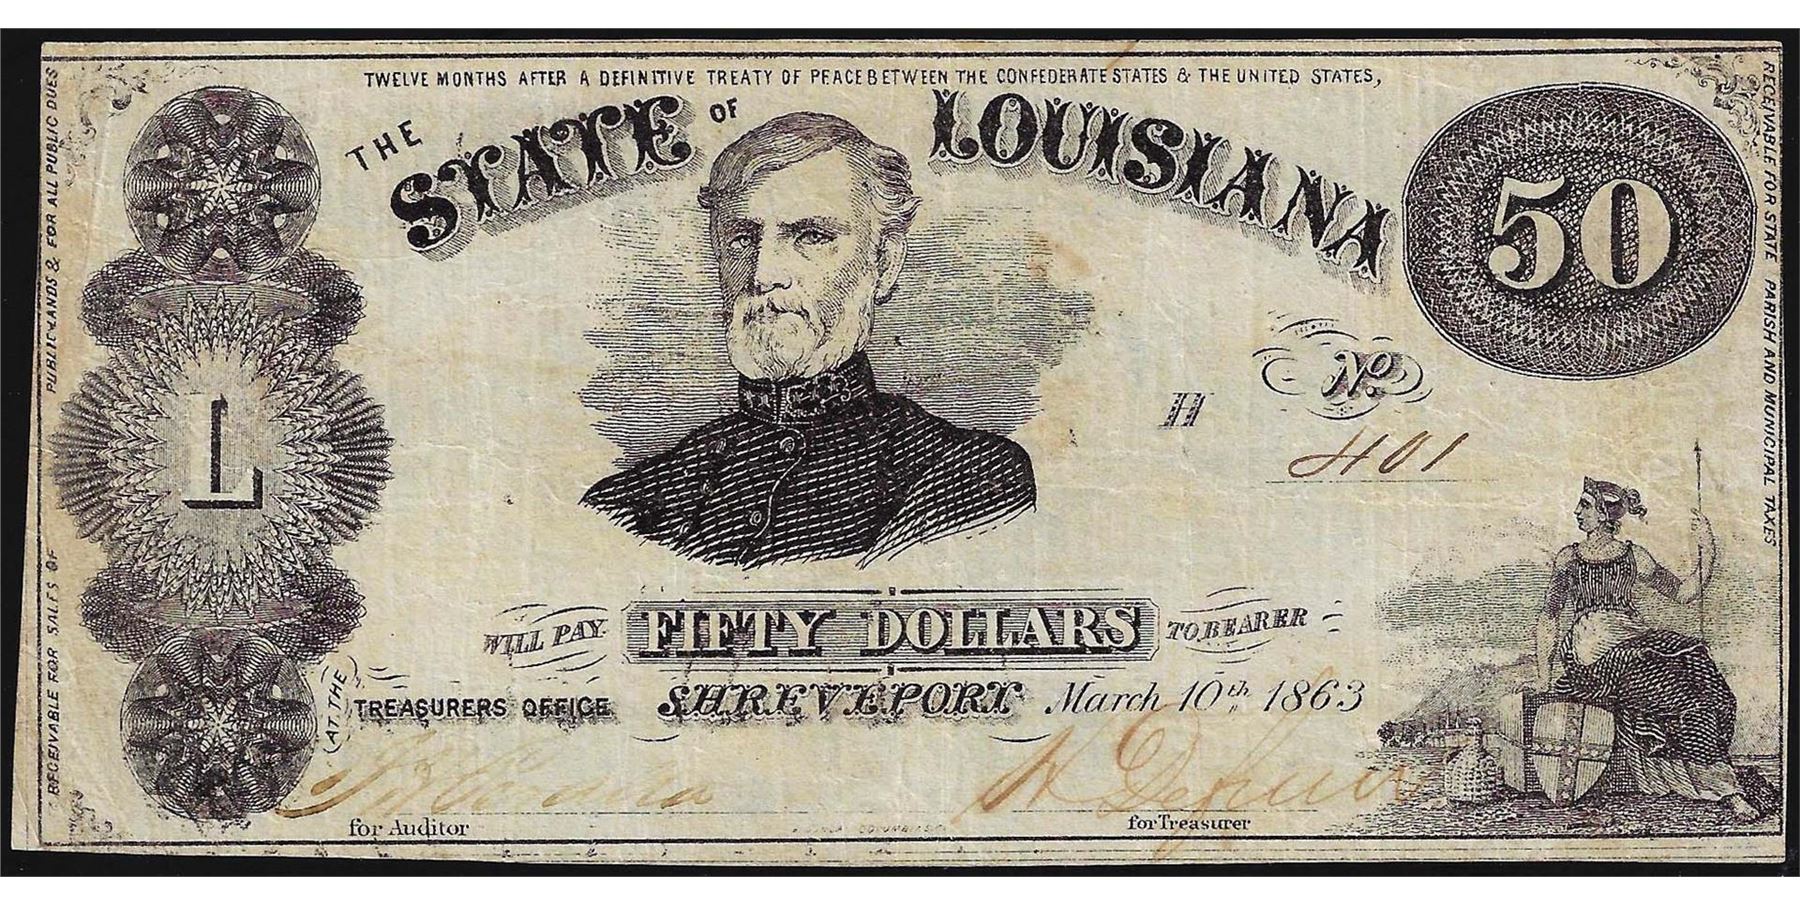 TWELVE MONTHS AFTER A DEFINITIVE TREATY OF PEACE BETWEEN THE CONFEDERATE STATES & THE UNITED STATES,
THE STATE OF LOUISIANA
50
RECEIVABLE FOR SALES OF PUBLIC LANDS & FOR ALL PUBLIC DUES
RECEIVABLE FOR STATE PARISH AND MUNICIPAL TAXES
L
No.
H 401
WILL PAY FIFTY DOLLARS TO BEARER
AT THE TREASURERS OFFICE SHREVEPORT March 10th, 1863
for Auditor
for Treasurer